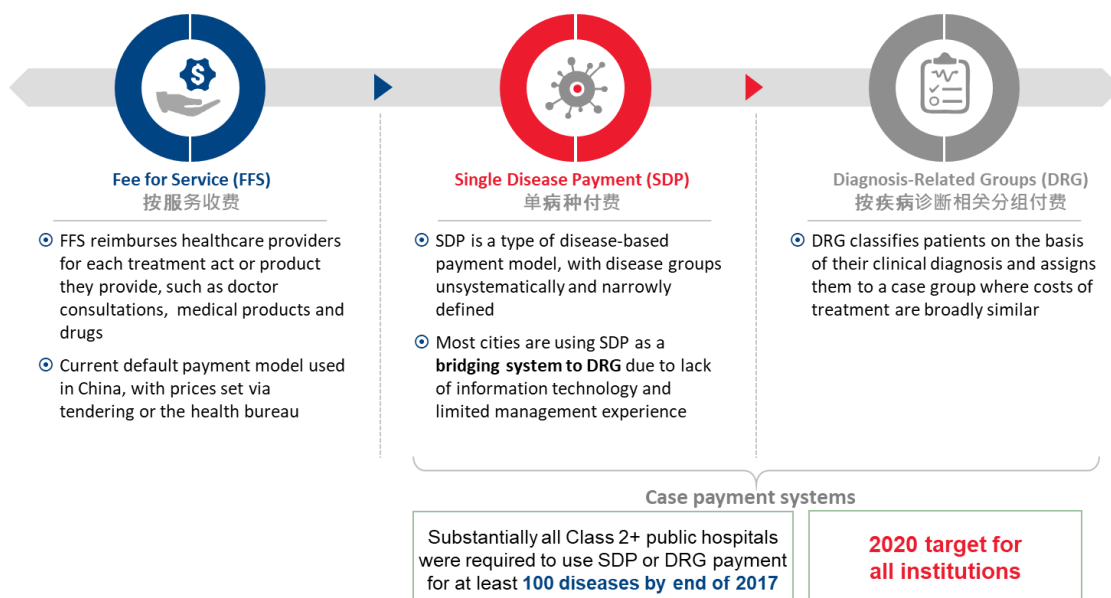 $
Fee for Service (FFS)
按服务收费
FFS reimburses healthcare providers
for each treatment act or product
they provide, such as doctor
consultations, medical products and
drugs
Current default payment model used
in China, with prices set via
tendering or the health bureau
Single Disease Payment (SDP)
单病种付费
SDP is a type of disease-based
payment model, with disease groups
unsystematically and narrowly
defined
Most cities are using SDP as a
bridging system to DRG due to lack
of information technology and
limited management experience
Diagnosis-Related Groups (DRG)
按疾病诊断相关分组付费
DRG classifies patients on the basis
of their clinical diagnosis and assigns
them to a case group where costs of
treatment are broadly similar
Case payment systems
Substantially all Class 2+ public hospitals
were required to use SDP or DRG payment
for at least 100 diseases by end of 2017
2020 target for
all institutions